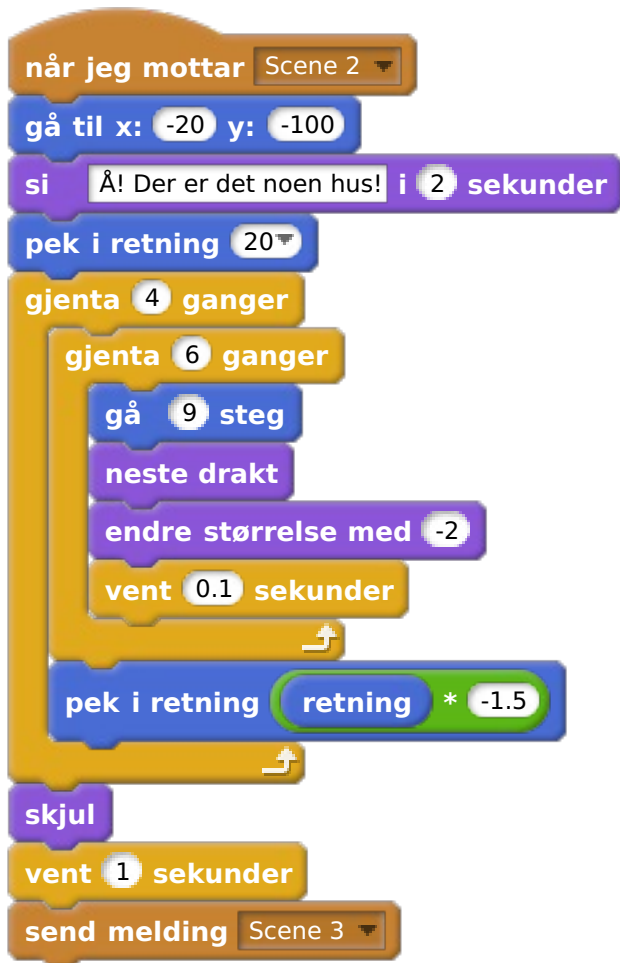 når jeg mottar Scene 2
gå til x: -20 y: -100
si Å! Der er det noen hus! i 2 sekunder
pek i retning 20
gjenta 4 ganger
gjenta 6 ganger
gå 9 steg
neste drakt
endre størrelse med -2
vent 0.1 sekunder
pek i retning retning * -1.5
skjul
vent 1 sekunder
send melding Scene 3